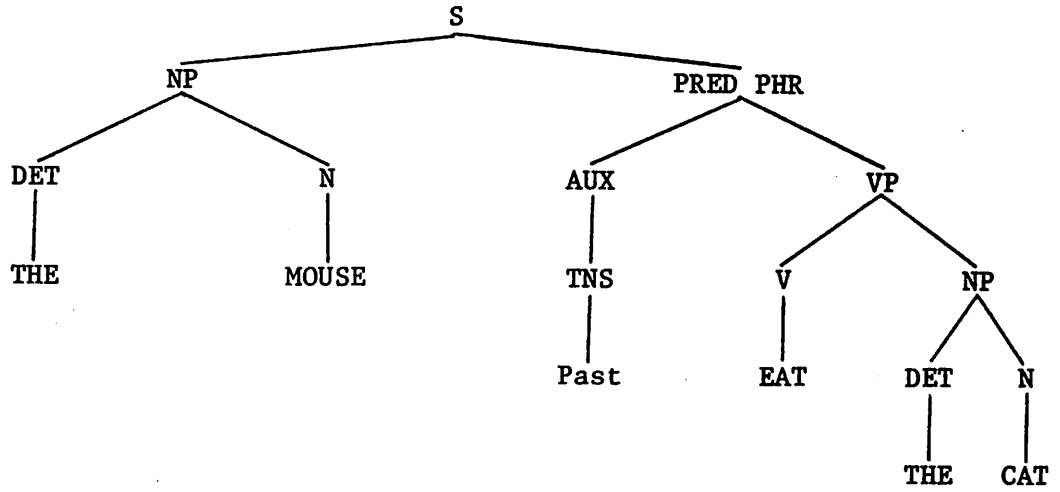 S
NP PRED PHR
DET N AUX VP
THE MOUSE TNS V NP
Past EAT DET N
THE CAT